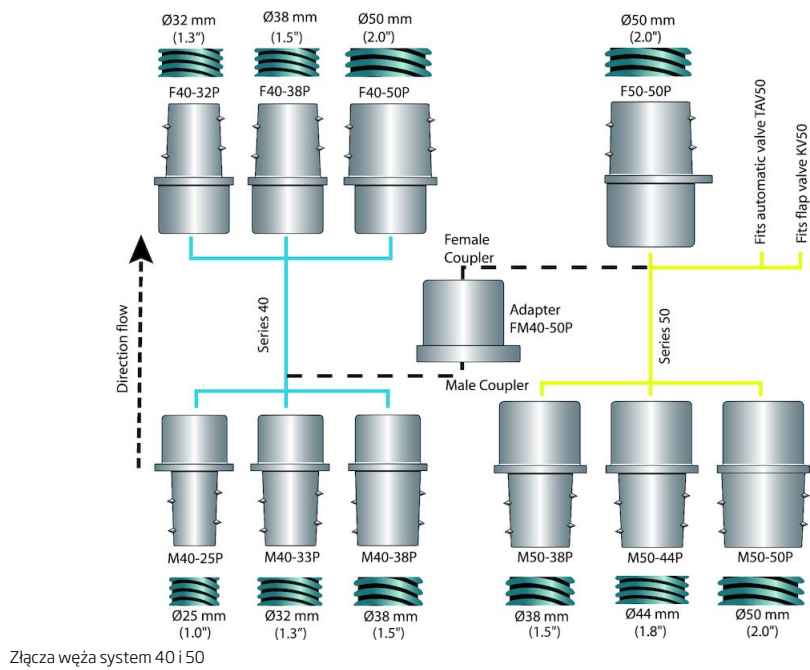 Ø32 mm
(1.3”)
Ø38 mm
(1.5")
Ø50 mm
(2.0")
Ø50 mm
(2.0")
F40-32P
F40-38P
F40-50P
F50-50P
Fits automatic valve TAV50
Fits flap valve KV50
Female
Coupler
Direction flow
Series 40
Adapter
FM40-50P
Series 50
Male Coupler
M40-25P
M40-33P
M40-38P
M50-38P
M50-44P
M50-50P
Ø25 mm
(1.0")
Ø32 mm
(1.3")
Ø38 mm
(1.5")
Ø38 mm
(1.5")
Ø44 mm
(1.8")
Ø50 mm
(2.0")
Złącza węża system 40 i 50